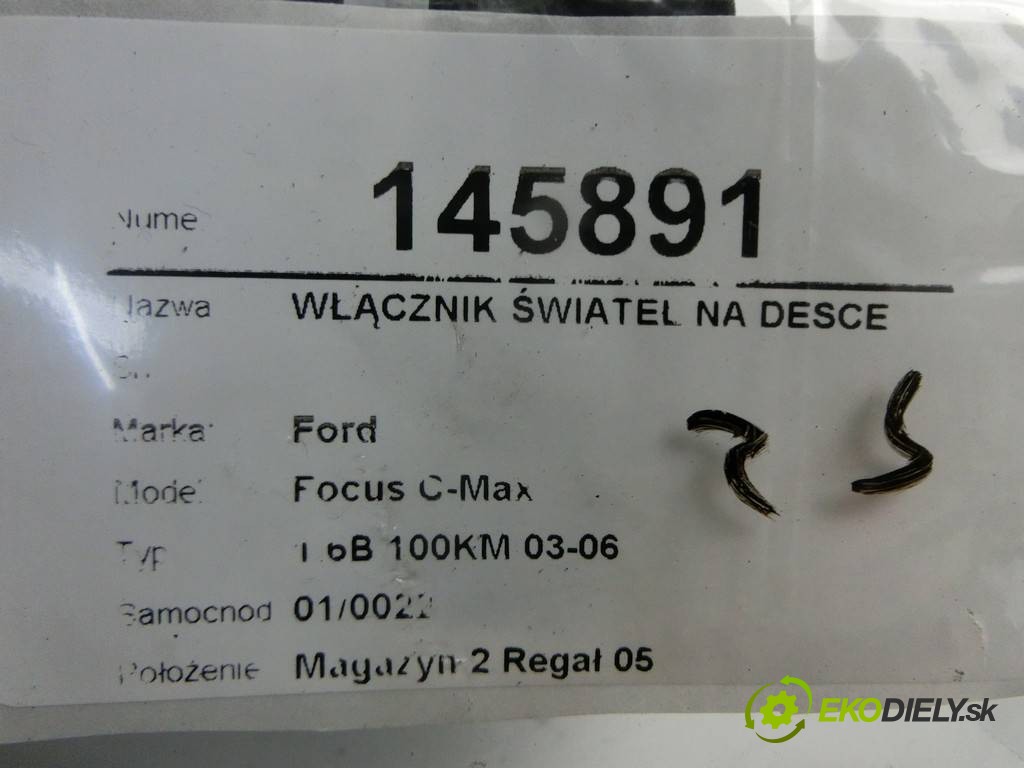 Nume 145891
Nazwa WŁĄCZNIK ŚWIATEŁ NA DESCE
Marka: Ford
Model Focus C-Max
Typ 1.6B 100KM 03-06
Samochód 01/0022
Położenie Magazyn 2 Regał 05
EKODIELY.sk